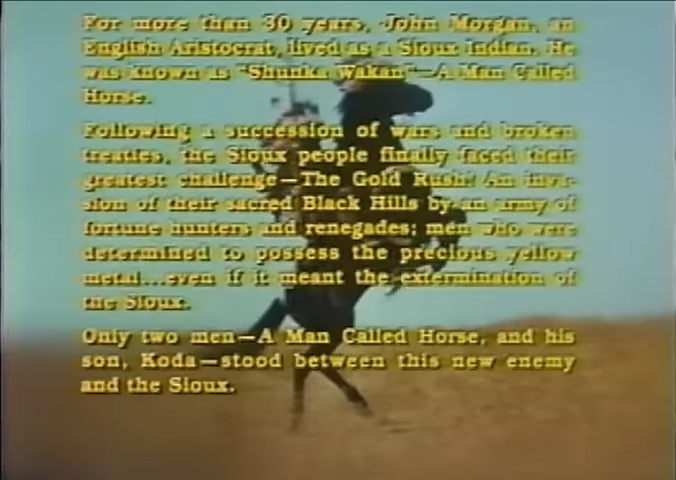 For more than 30 years, John Morgan, an
English Aristocrat, lived as a Sioux Indian. He
was known as "Shunka Wakan"—A Man Called
Horse.
Following a succession of wars and broken
treaties, the Sioux people finally faced their
greatest challenge—The Gold Rush! An inva-
sion of their sacred Black Hills by an army of
fortune hunters and renegades; men who were
determined to possess the precious yellow
metal...even if it meant the extermination of
the Sioux.
Only two men—A Man Called Horse, and his
son, Koda—stood between this new enemy
and the Sioux.